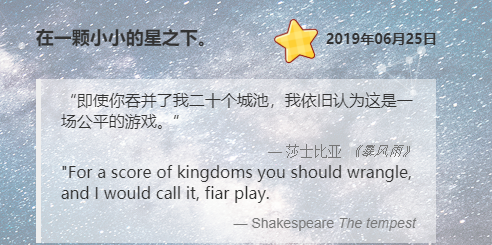 在一颗小小的星之下。
2019年06月25日
“即使你吞并了我二十个城池，我依旧认为这是一
场公平的游戏。“
— 莎士比亚 《暴风雨》
"For a score of kingdoms you should wrangle,
and I would call it, fiar play.
— Shakespeare The tempest